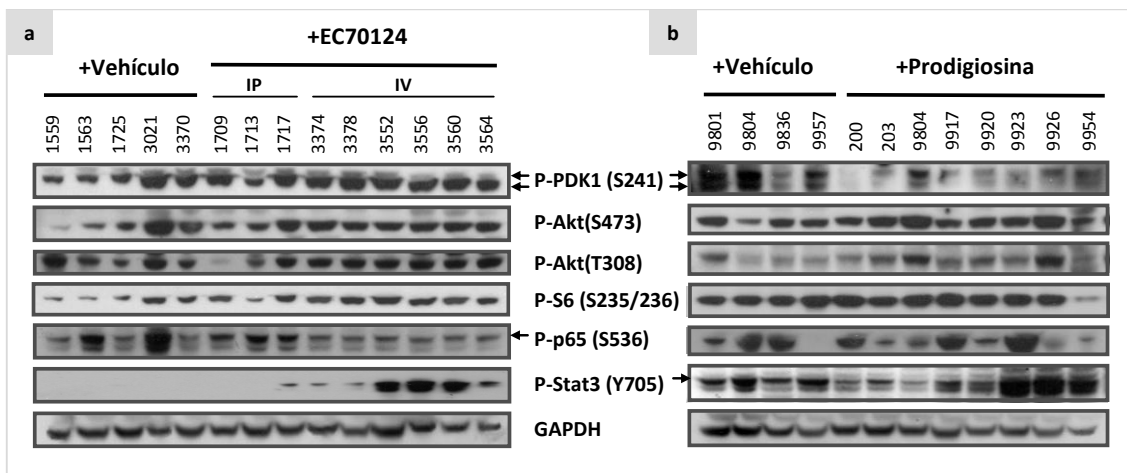 a
+EC70124
+Vehículo
IP
IV
1559
1563
1725
3021
3370
1709
1713
1717
3374
3378
3552
3556
3560
3564
b
+Vehículo
+Prodigiosina
9801
9804
9836
9957
200
203
9804
9917
9920
9923
9926
9954
P-PDK1 (S241)
P-Akt(S473)
P-Akt(T308)
P-S6 (S235/236)
P-p65 (S536)
P-Stat3 (Y705)
GAPDH